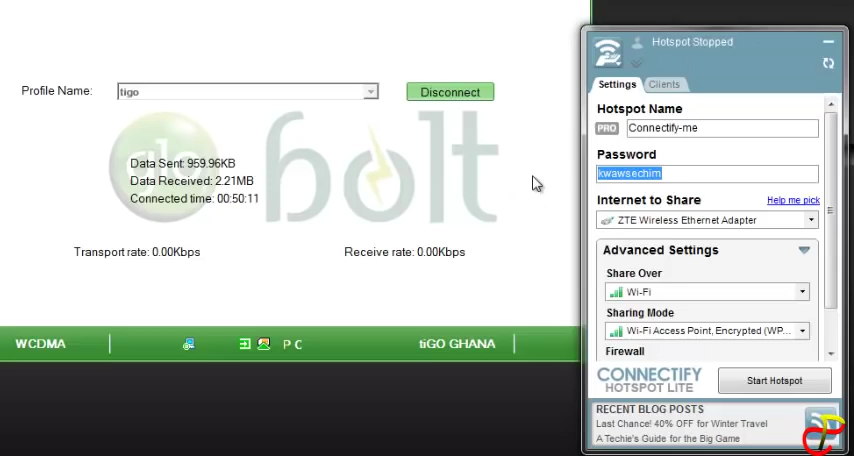 Profile Name:
tigo
Disconnect
glo bolt
Data Sent: 959.96KB
Data Received: 2.21MB
Connected time: 00:50:11
Transport rate: 0.00Kbps
Receive rate: 0.00Kbps
WCDMA
P C
tiGO GHANA
Hotspot Stopped
Settings
Clients
Hotspot Name
PRO
Connectify-me
Password
kwawsechim
Internet to Share
Help me pick
ZTE Wireless Ethernet Adapter
Advanced Settings
Share Over
Wi-Fi
Sharing Mode
Wi-Fi Access Point, Encrypted (WP...
Firewall
CONNECTIFY
HOTSPOT LITE
Start Hotspot
RECENT BLOG POSTS
Last Chance! 40% OFF for Winter Travel
A Techie's Guide for the Big Game